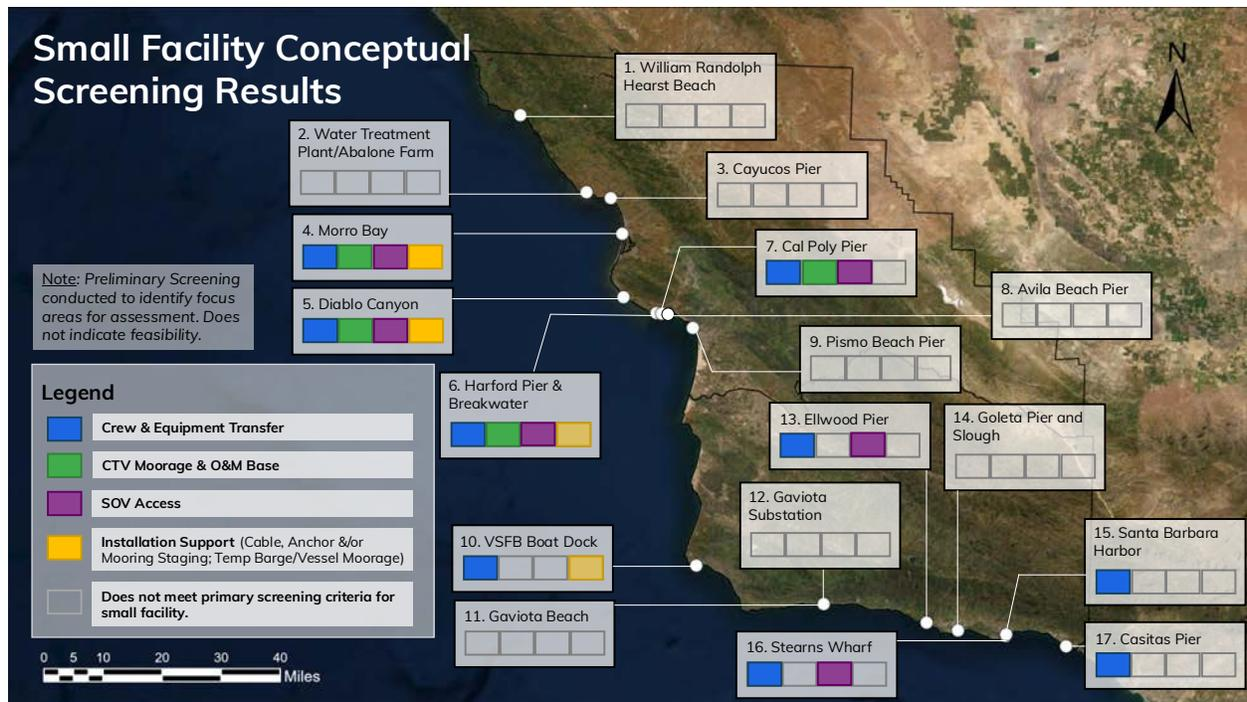 Small Facility Conceptual
Screening Results
N
1. William Randolph
Hearst Beach
2. Water Treatment
Plant/Abalone Farm
3. Cayucos Pier
4. Morro Bay
7. Cal Poly Pier
5. Diablo Canyon
8. Avila Beach Pier
Note: Preliminary Screening
conducted to identify focus
areas for assessment. Does
not indicate feasibility.
9. Pismo Beach Pier
6. Harford Pier &
Breakwater
13. Ellwood Pier
14. Goleta Pier and
Slough
12. Gaviota
Substation
10. VSFB Boat Dock
15. Santa Barbara
Harbor
11. Gaviota Beach
16. Stearns Wharf
17. Casitas Pier
Legend
Crew & Equipment Transfer
CTV Moorage & O&M Base
SOV Access
Installation Support (Cable, Anchor &/or
Mooring Staging; Temp Barge/Vessel Moorage)
Does not meet primary screening criteria for
small facility.
0 5 10 20 30 40
Miles